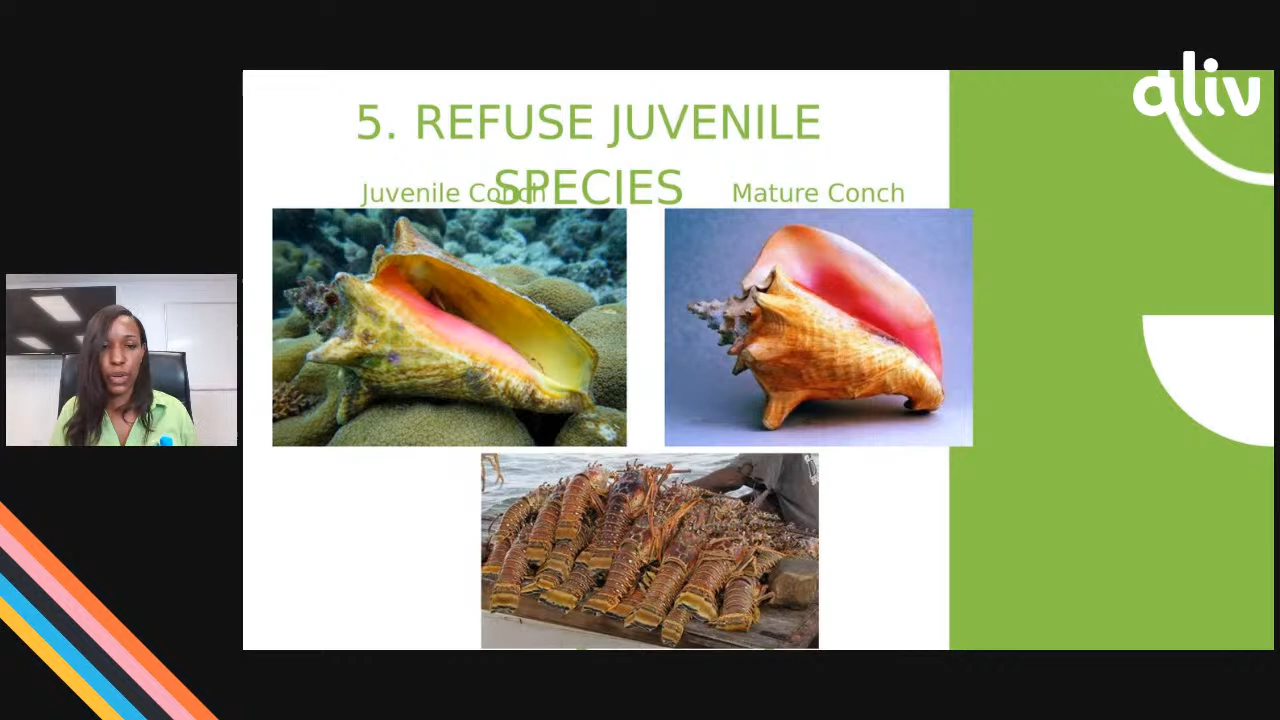 aliv
5. REFUSE JUVENILE
SPECIES
Juvenile Conch
Mature Conch